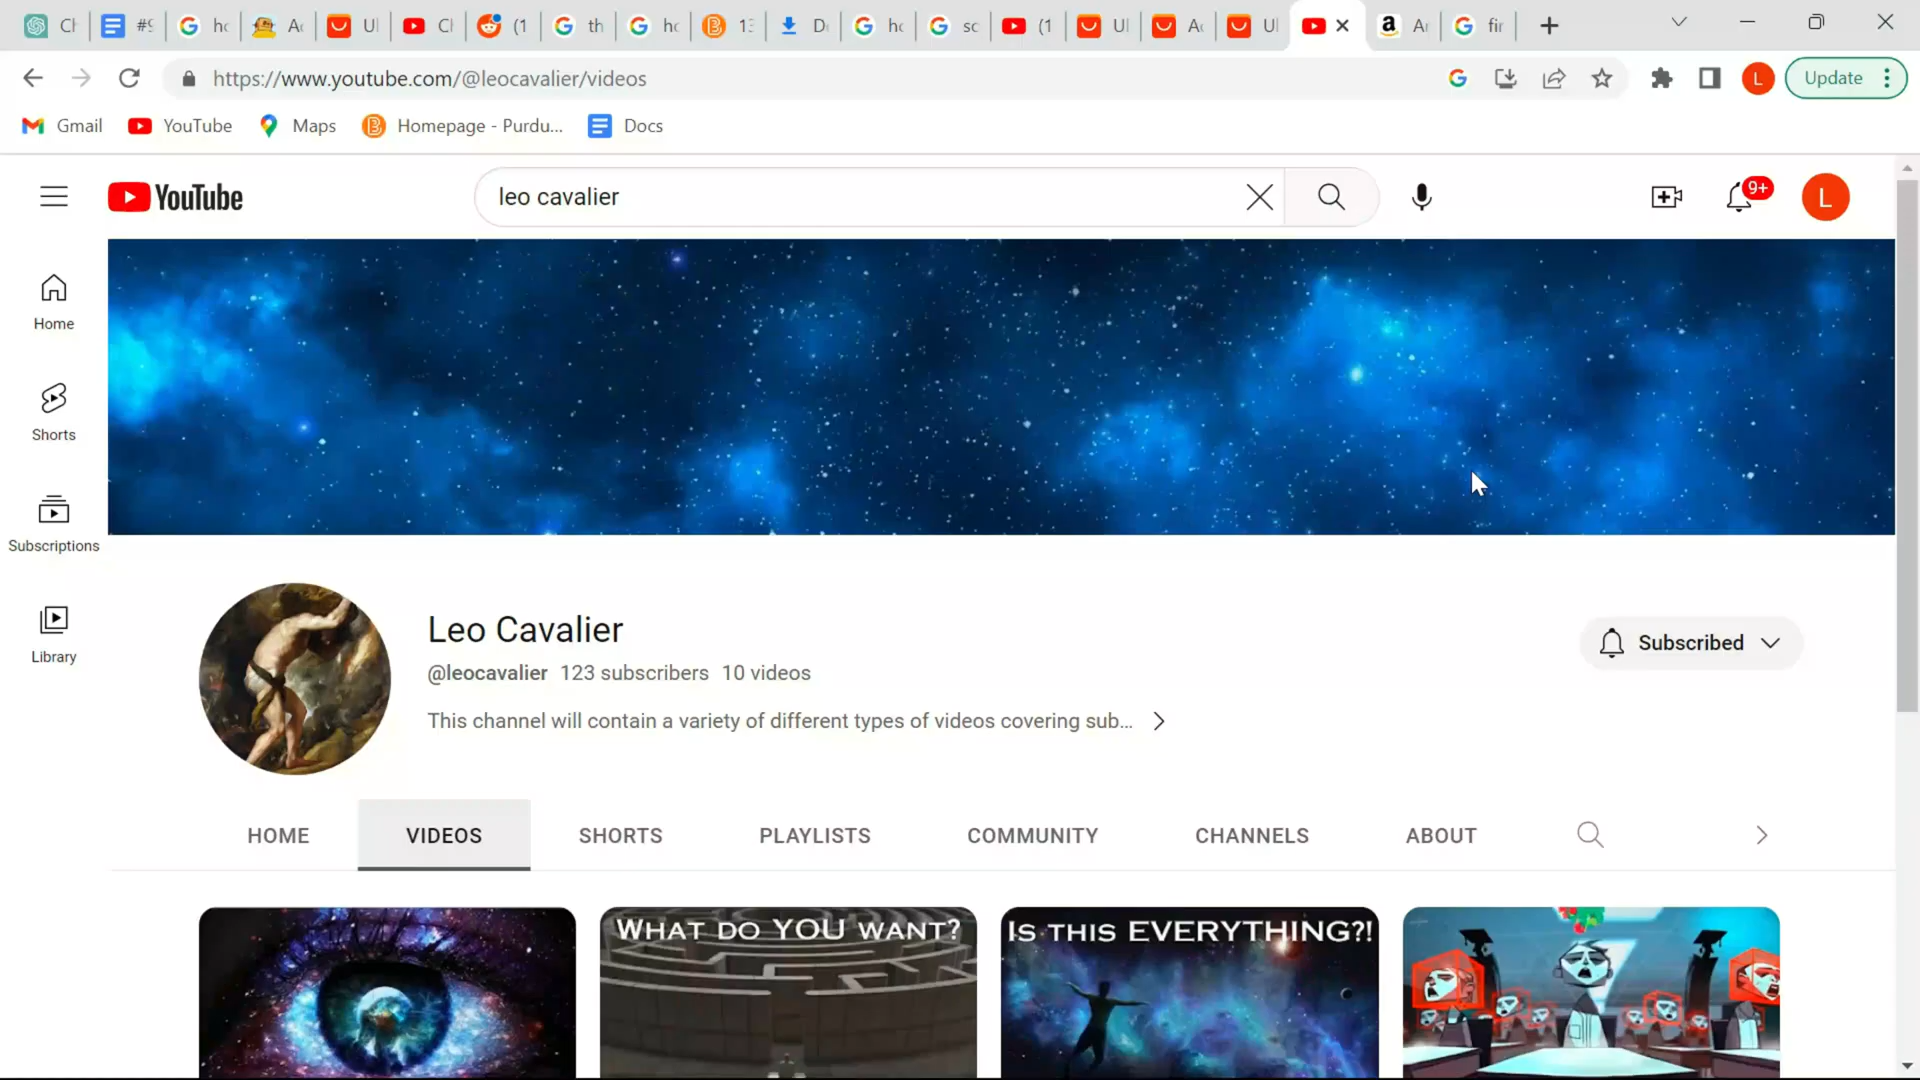 https://www.youtube.com/@leocavalier/videos
Update
Gmail YouTube Maps Homepage - Purdu... Docs
YouTube
leo cavalier
9+
L
Home
Shorts
Subscriptions
Library
Leo Cavalier
@leocavalier 123 subscribers 10 videos
This channel will contain a variety of different types of videos covering sub...
Subscribed
HOME VIDEOS SHORTS PLAYLISTS COMMUNITY CHANNELS ABOUT
WHAT DO YOU WANT?
IS THIS EVERYTHING?!